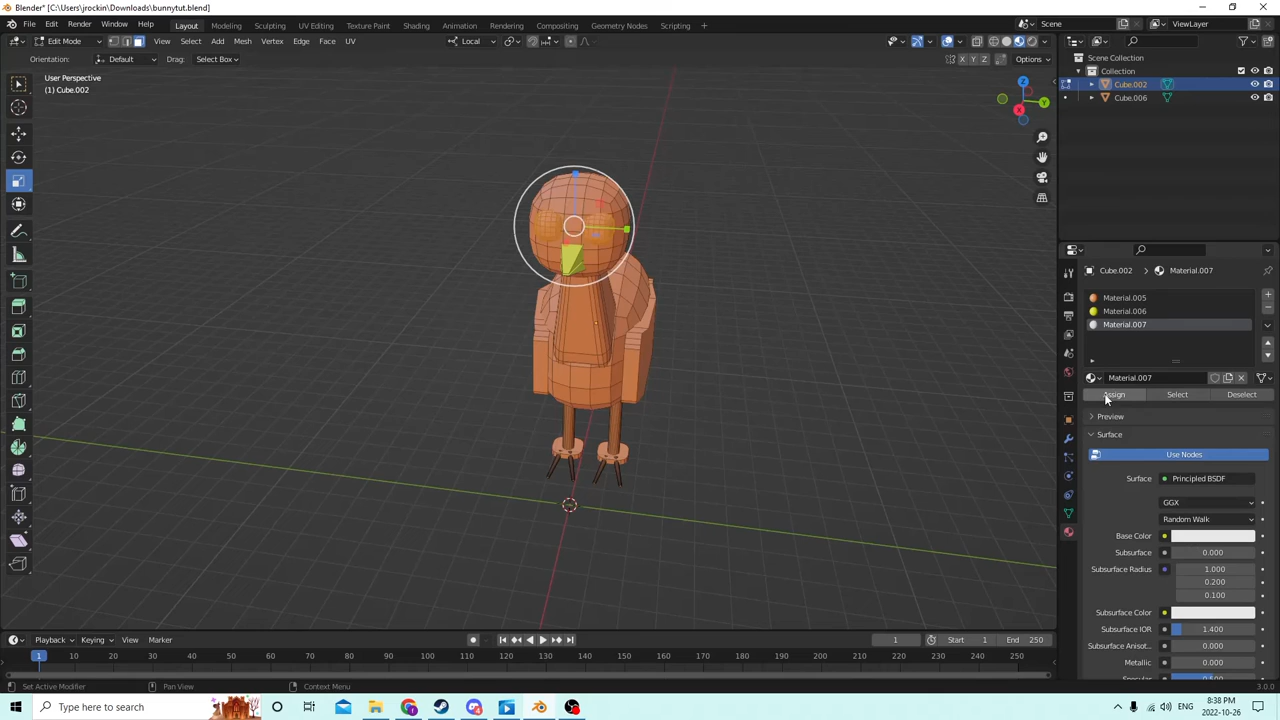 Blender* [C:\Users\jrockin\Downloads\bunnytut.blend]
File Edit Render Window Help Layout Modeling Sculpting UV Editing Texture Paint Shading Animation Rendering Compositing Geometry Nodes Scripting + Scene ViewLayer
Edit Mode View Select Add Mesh Vertex Edge Face UV Local
Orientation: Default Drag: Select Box X Y Z Options
User Perspective
(1) Cube.002
Z
Y
X
Scene Collection
Collection
Cube.002
Cube.006
Cube.002 Material.007
Material.005
Material.006
Material.007
Material.007
Assign Select Deselect
Preview
Surface
Use Nodes
Surface Principled BSDF
GGX
Random Walk
Base Color
Subsurface 0.000
Subsurface Radius 1.000
0.200
0.100
Subsurface Color
Subsurface IOR 1.400
Subsurface Anisot... 0.000
Metallic 0.000
Specular 0.500
Playback Keying View Marker 1 Start 1 End 250
1 10 20 30 40 50 60 70 80 90 100 110 120 130 140 150 160 170 180 190 200 210 220 230 240 250
Set Active Modifier Pan View Context Menu 3.0.0
Type here to search
ENG
8:38 PM
2022-10-26